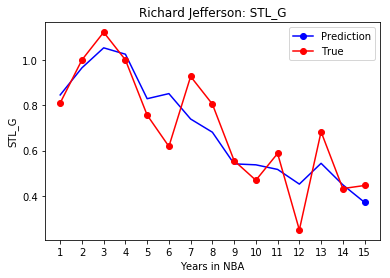 Richard Jefferson: STL_G
Prediction
True
1.0
0.8
0.6
0.4
STL_G
1 2 3 4 5 6 7 8 9 10 11 12 13 14 15
Years in NBA